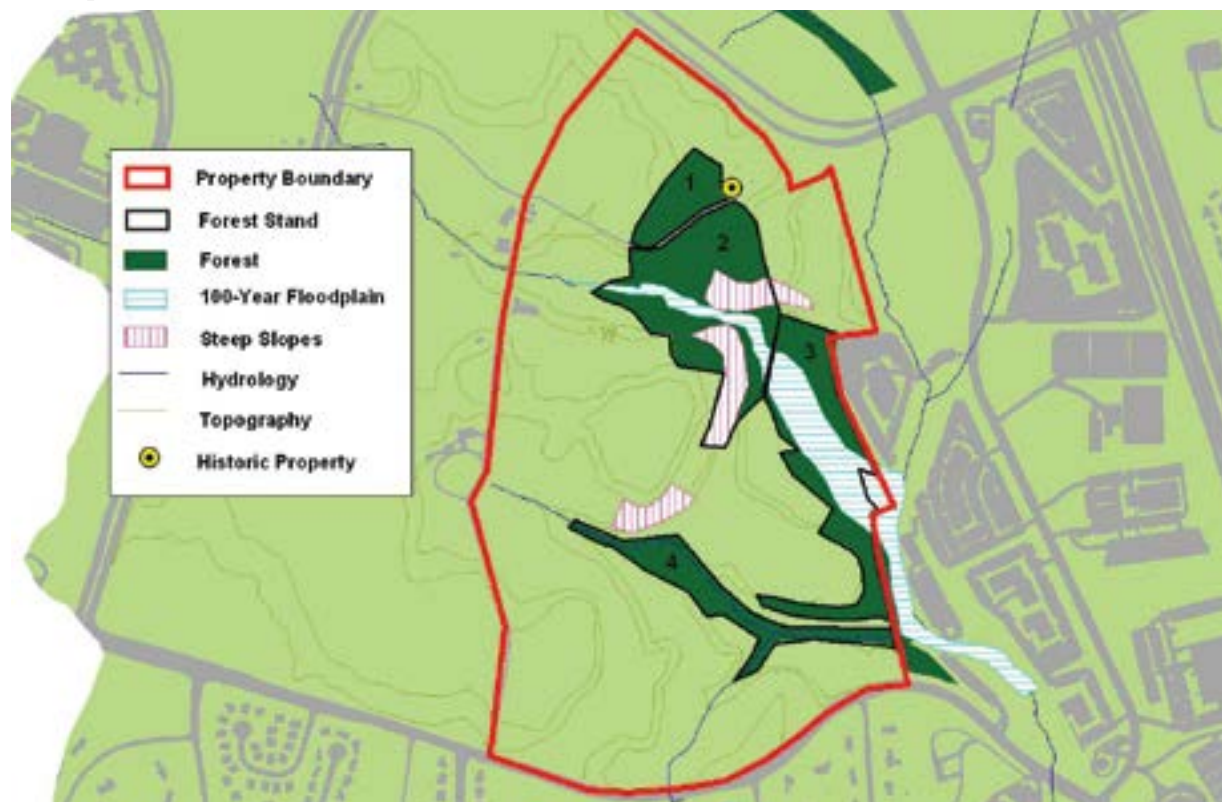 Property Boundary
Forest Stand
Forest
100-Year Floodplain
Steep Slopes
Hydrology
Topography
Historic Property
1
2
3
4